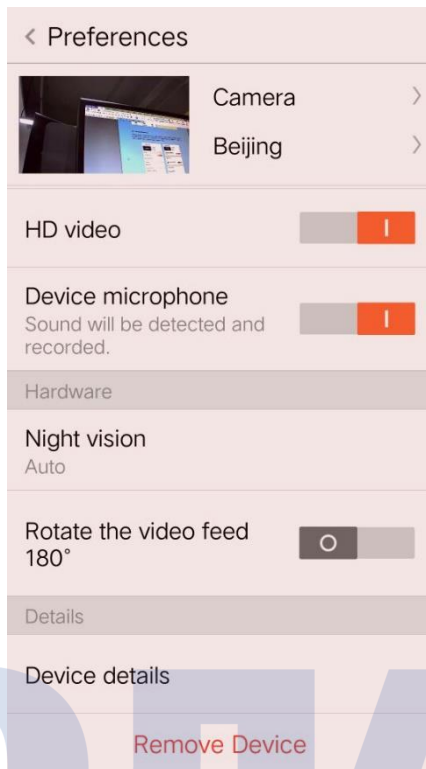 Preferences
Camera
Beijing
HD video
Device microphone
Sound will be detected and
recorded.
Hardware
Night vision
Auto
Rotate the video feed
180°
Details
Device details
Remove Device